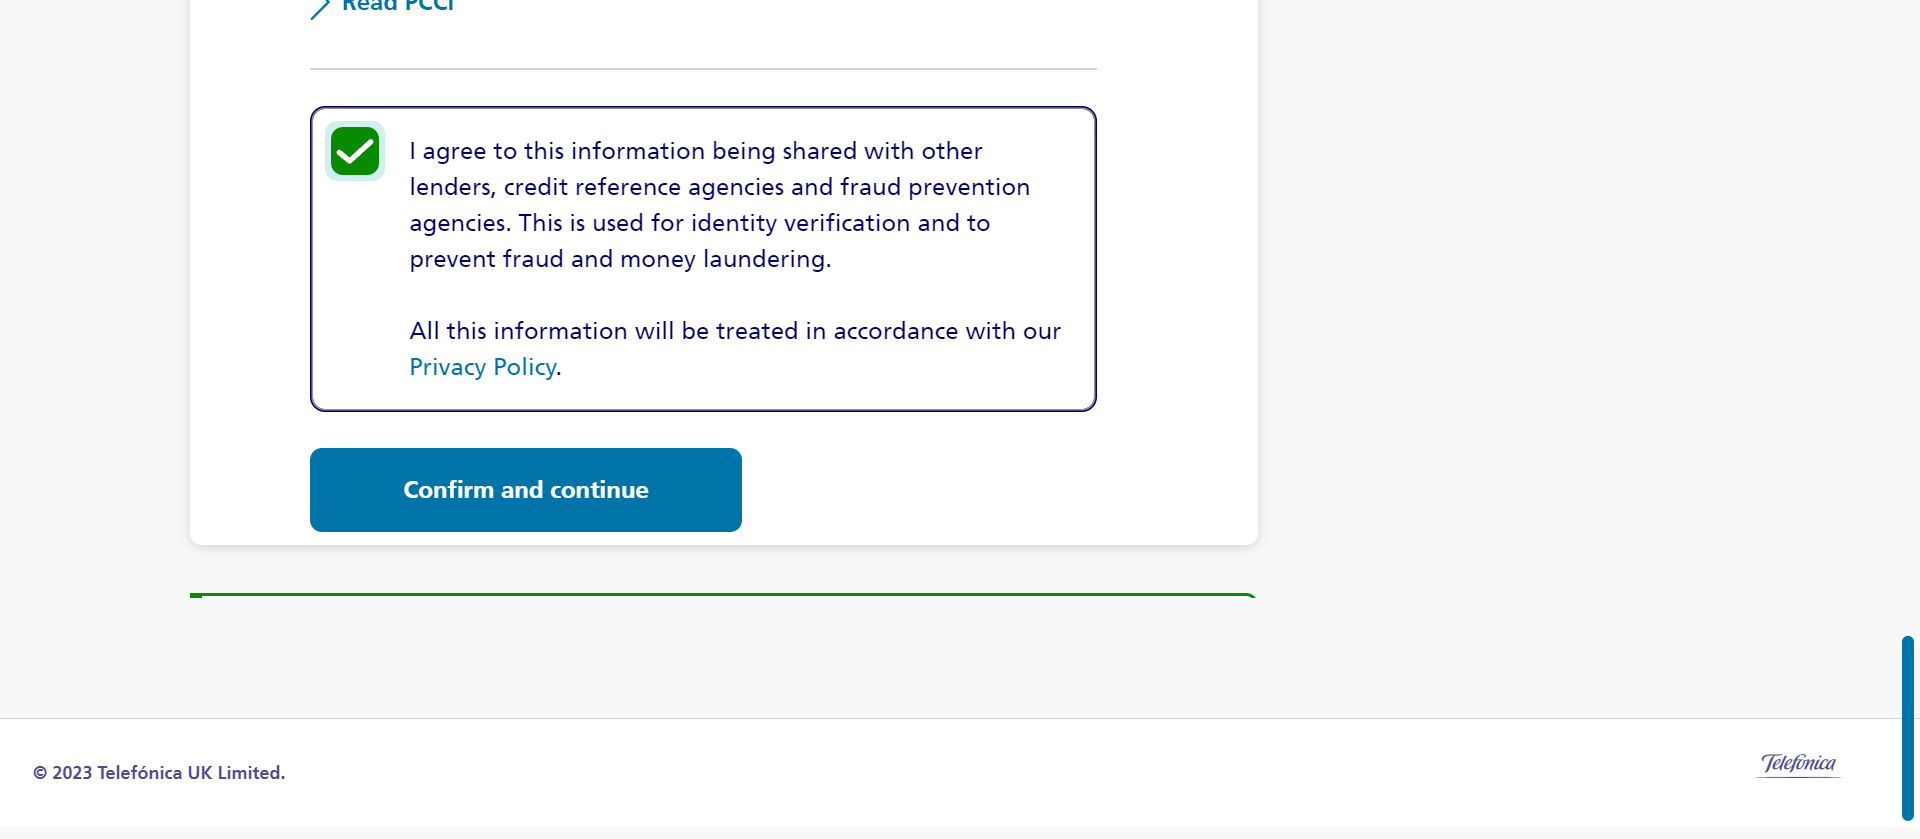 Read PCCI
I agree to this information being shared with other
lenders, credit reference agencies and fraud prevention
agencies. This is used for identity verification and to
prevent fraud and money laundering.
All this information will be treated in accordance with our
Privacy Policy.
Confirm and continue
© 2023 Telefónica UK Limited.
Telefónica